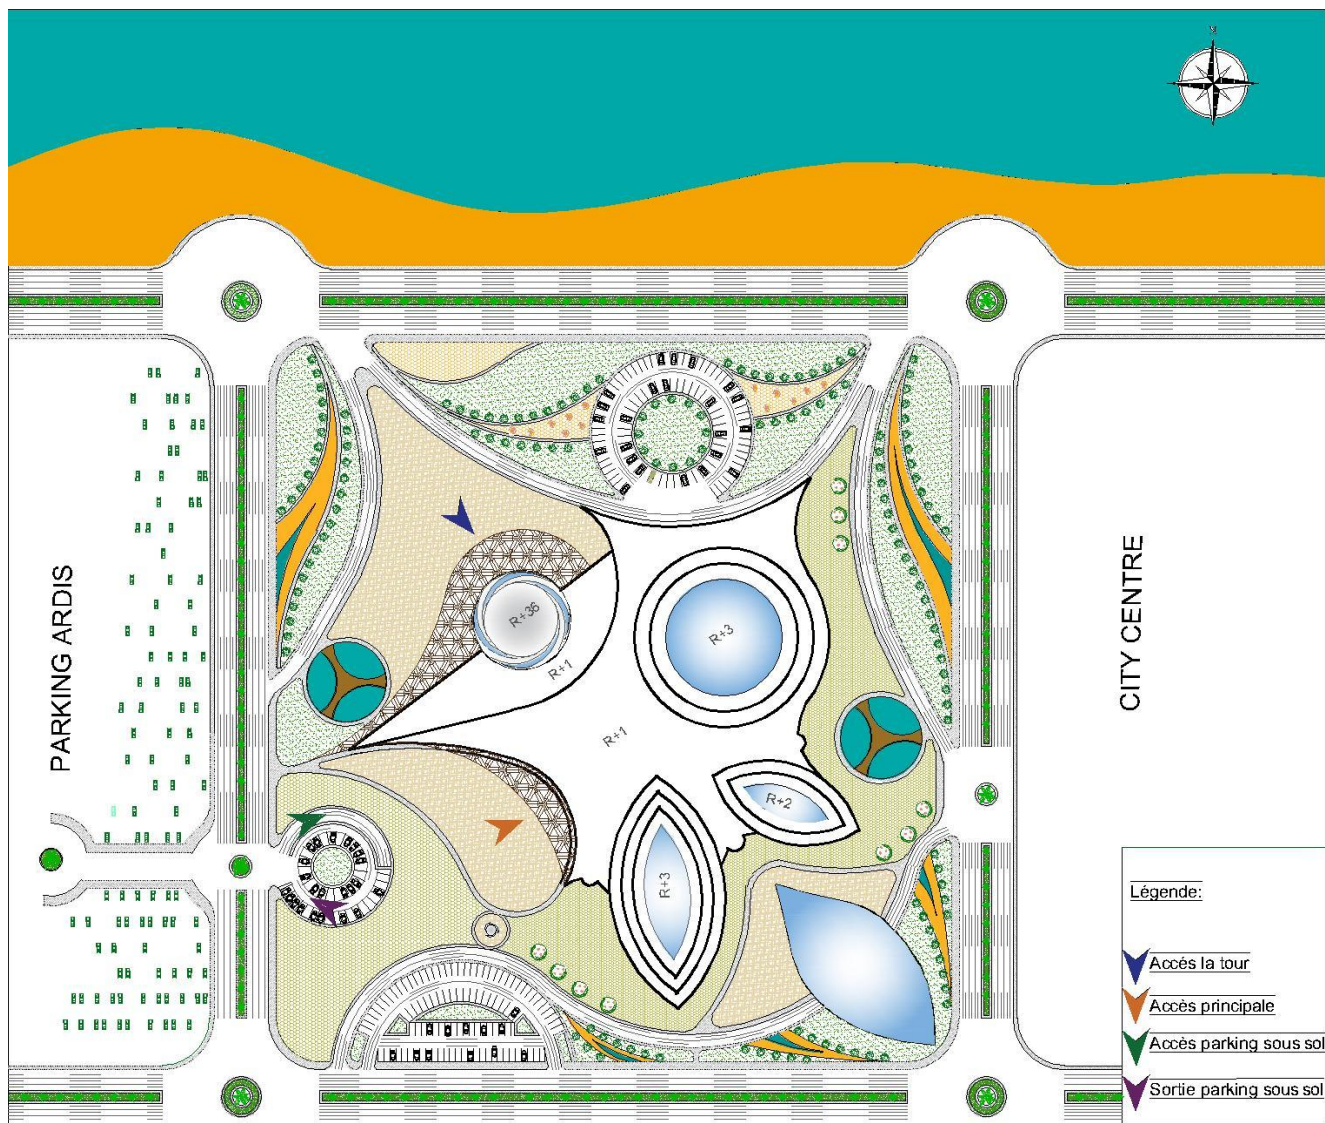 N
R+36
R+3
R+1
R+1
R+2
R+3
PARKING ARDIS
CITY CENTRE
Légende:
Accés la tour
Accès principale
Accès parking sous sol
Sortie parking sous sol